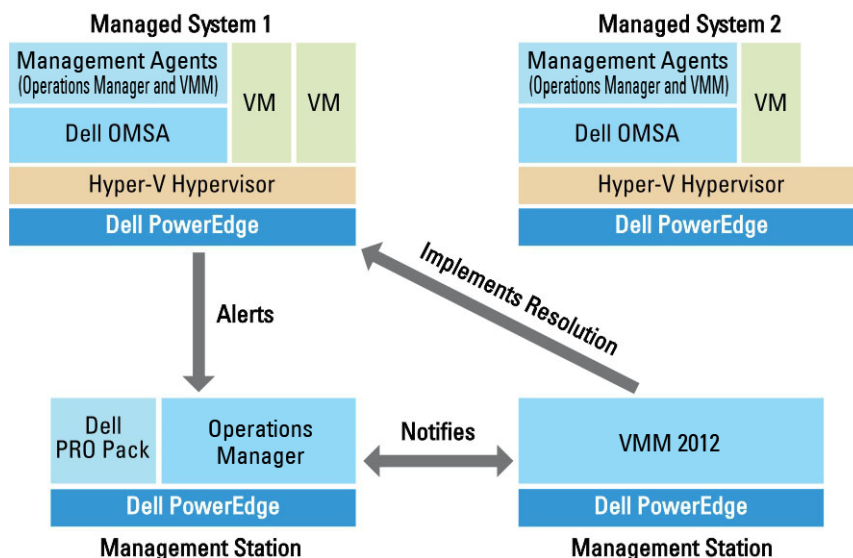 Managed System 1
Management Agents
(Operations Manager and VMM)
Dell OMSA
VM
VM
Hyper-V Hypervisor
Dell PowerEdge
Managed System 2
Management Agents
(Operations Manager and VMM)
Dell OMSA
VM
Hyper-V Hypervisor
Dell PowerEdge
Alerts
Implements Resolution
Dell
PRO Pack
Operations
Manager
Dell PowerEdge
Management Station
Notifies
VMM 2012
Dell PowerEdge
Management Station